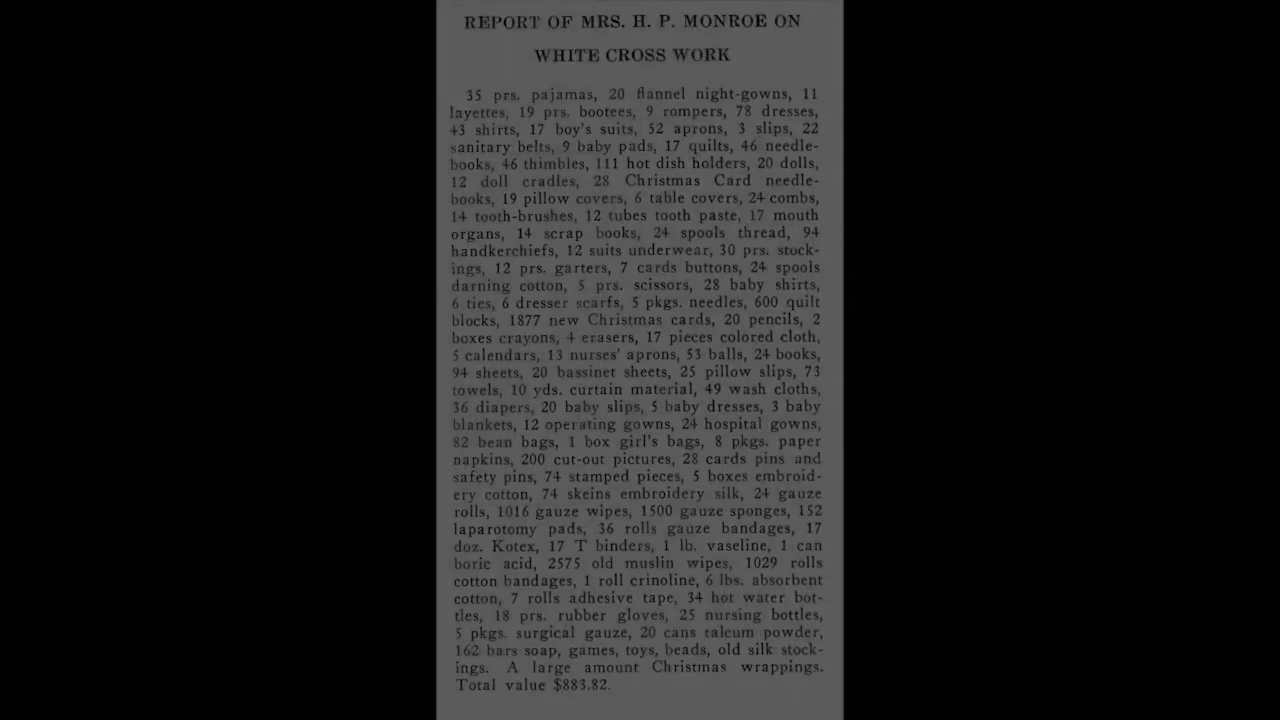 REPORT OF MRS. H. P. MONROE ON
WHITE CROSS WORK
35 prs. pajamas, 20 flannel night-gowns, 11
layettes, 19 prs. bootees, 9 rompers, 78 dresses,
43 shirts, 17 boy's suits, 52 aprons, 3 slips, 22
sanitary belts, 9 baby pads, 17 quilts, 46 needle-
books, 46 thimbles, 111 hot dish holders, 20 dolls,
12 doll cradles, 28 Christmas Card needle-
books, 19 pillow covers, 6 table covers, 24 combs,
14 tooth-brushes, 12 tubes tooth paste, 17 mouth
organs, 14 scrap books, 24 spools thread, 94
handkerchiefs, 12 suits underwear, 30 prs. stock-
ings, 12 prs. garters, 7 cards buttons, 24 spools
darning cotton, 5 prs. scissors, 28 baby shirts,
6 ties, 6 dresser scarfs, 5 pkgs. needles, 600 quilt
blocks, 1877 new Christmas cards, 20 pencils, 2
boxes crayons, 4 erasers, 17 pieces colored cloth,
5 calendars, 13 nurses' aprons, 53 balls, 24 books,
94 sheets, 20 bassinet sheets, 25 pillow slips, 73
towels, 10 yds. curtain material, 49 wash cloths,
36 diapers, 20 baby slips, 5 baby dresses, 3 baby
blankets, 12 operating gowns, 24 hospital gowns,
82 bean bags, 1 box girl's bags, 8 pkgs. paper
napkins, 200 cut-out pictures, 28 cards pins and
safety pins, 74 stamped pieces, 5 boxes embroid-
ery cotton, 74 skeins embroidery silk, 24 gauze
rolls, 1016 gauze wipes, 1500 gauze sponges, 152
laparotomy pads, 36 rolls gauze bandages, 17
doz. Kotex, 17 T binders, 1 lb. vaseline, 1 can
boric acid, 2575 old muslin wipes, 1029 rolls
cotton bandages, 1 roll crinoline, 6 lbs. absorbent
cotton, 7 rolls adhesive tape, 34 hot water bot-
tles, 18 prs. rubber gloves, 25 nursing bottles,
5 pkgs. surgical gauze, 20 cans talcum powder,
162 bars soap, games, toys, beads, old silk stock-
ings. A large amount Christmas wrappings.
Total value $883.82.